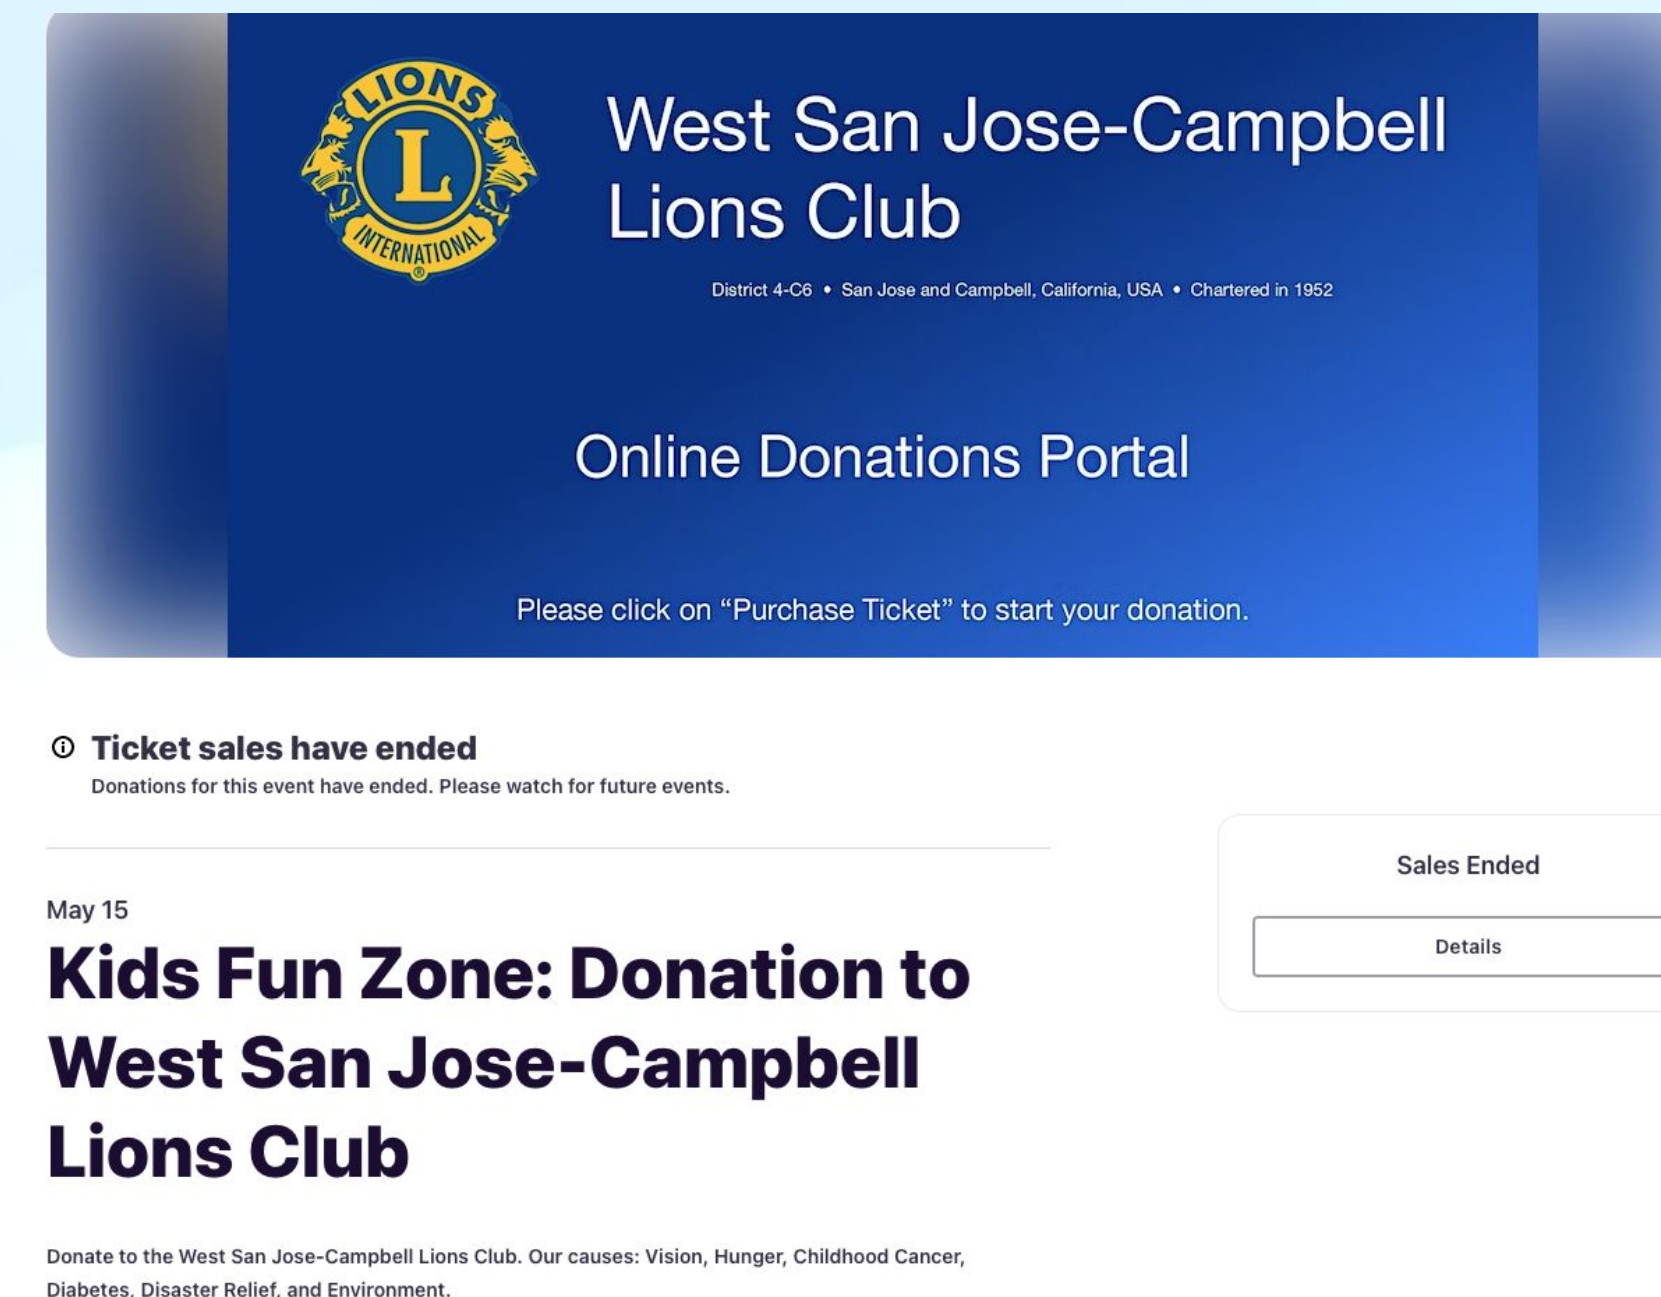 LIONS
L
INTERNATIONAL
®
West San Jose-Campbell
Lions Club
District 4-C6 • San Jose and Campbell, California, USA • Chartered in 1952
Online Donations Portal
Please click on “Purchase Ticket” to start your donation.
Ticket sales have ended
Donations for this event have ended. Please watch for future events.
Sales Ended
Details
May 15
Kids Fun Zone: Donation to
West San Jose-Campbell
Lions Club
Donate to the West San Jose-Campbell Lions Club. Our causes: Vision, Hunger, Childhood Cancer,
Diabetes, Disaster Relief, and Environment.